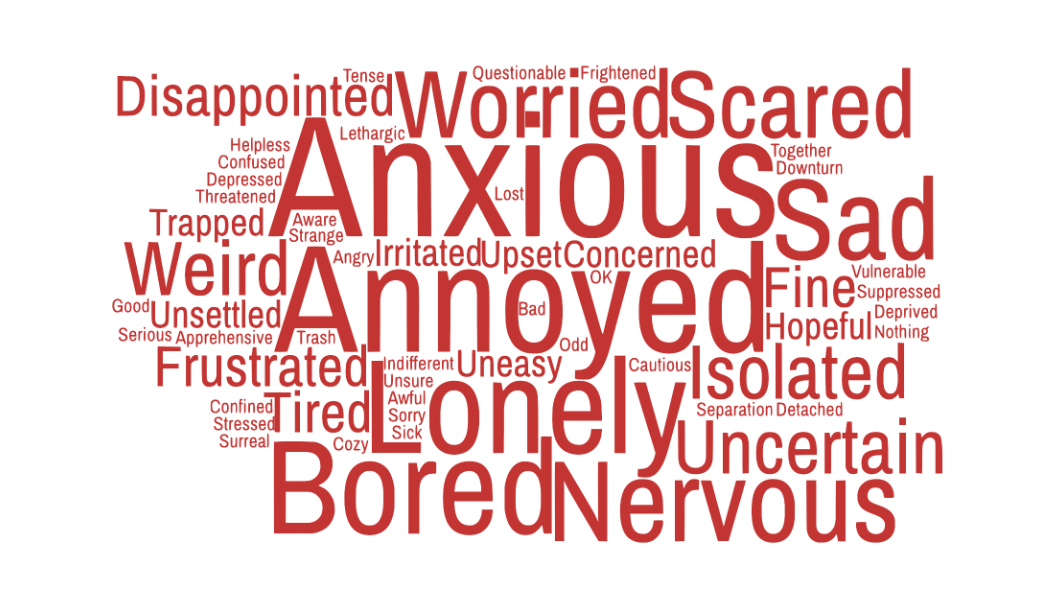 Tense
Questionable
Frightened
Disappointed
Worried
Scared
Lethargic
Helpless
Confused
Depressed
Threatened
Anxious
Together
Downturn
Lost
Sad
Trapped
Aware
Strange
Weird
Angry
Irritated
Upset
Concerned
OK
Annoyed
Fine
Vulnerable
Suppressed
Good
Unsettled
Bad
Hopeful
Deprived
Nothing
Serious
Apprehensive
Trash
Odd
Frustrated
Indifferent
Uneasy
Cautious
Isolated
Unsure
Awful
Sorry
Sick
Lonely
Confined
Stressed
Surreal
Tired
Cozy
Separation
Detached
Uncertain
Bored
Nervous